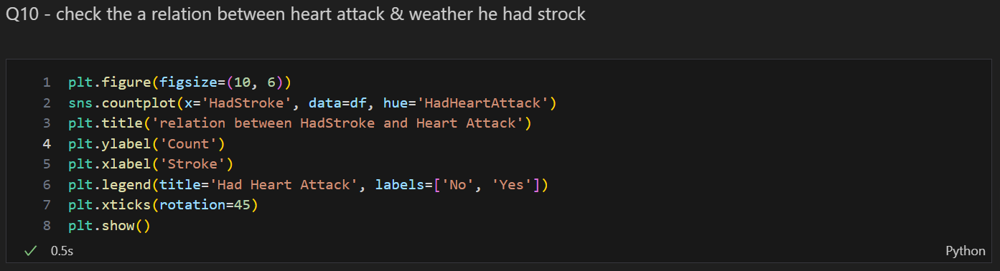 Q10 - check the a relation between heart attack & weather he had strock
1 plt.figure(figsize=(10, 6))
2 sns.countplot(x='HadStroke', data=df, hue='HadHeartAttack')
3 plt.title('relation between HadStroke and Heart Attack')
4 plt.ylabel('Count')
5 plt.xlabel('Stroke')
6 plt.legend(title='Had Heart Attack', labels=['No', 'Yes'])
7 plt.xticks(rotation=45)
8 plt.show()
0.5s Python